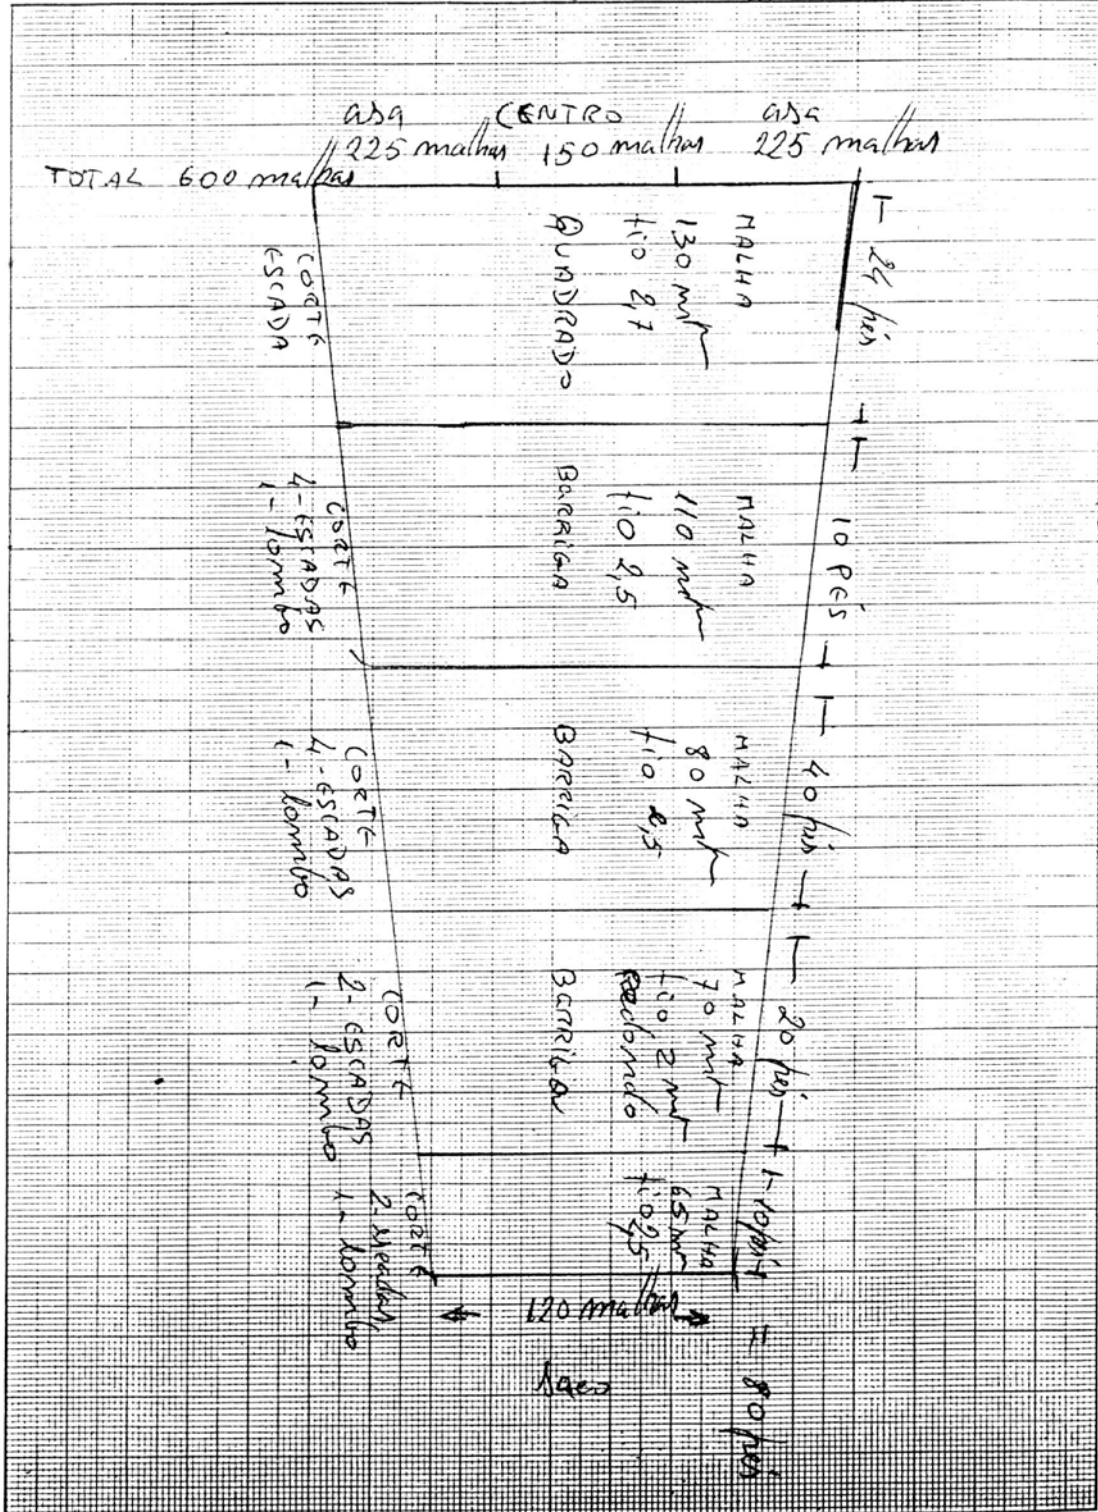 asa CENTRO asa
225 malhas 150 malhas 225 malhas
TOTAL 600 malhas
24 pés
MALHA
130 mm
fio 2,7
QUADRADO
CORTE
ESCADA
10 PÉS
MALHA
110 mm
fio 2,5
BARRIGA
CORTE
4-ESCADAS
1- lombo
40 pés
MALHA
80 mm
fio 2,5
BARRIGA
CORTE
4-ESCADAS
1- lombo
20 pés
MALHA
70 mm
fio 2 mm
Redondo
BARRIGA
CORTE
2-ESCADAS
1- lombo
10 pés
MALHA
65 mm
fio 2,5
CORTE
1- lombo
120 malhas
= 80 pés
Saco